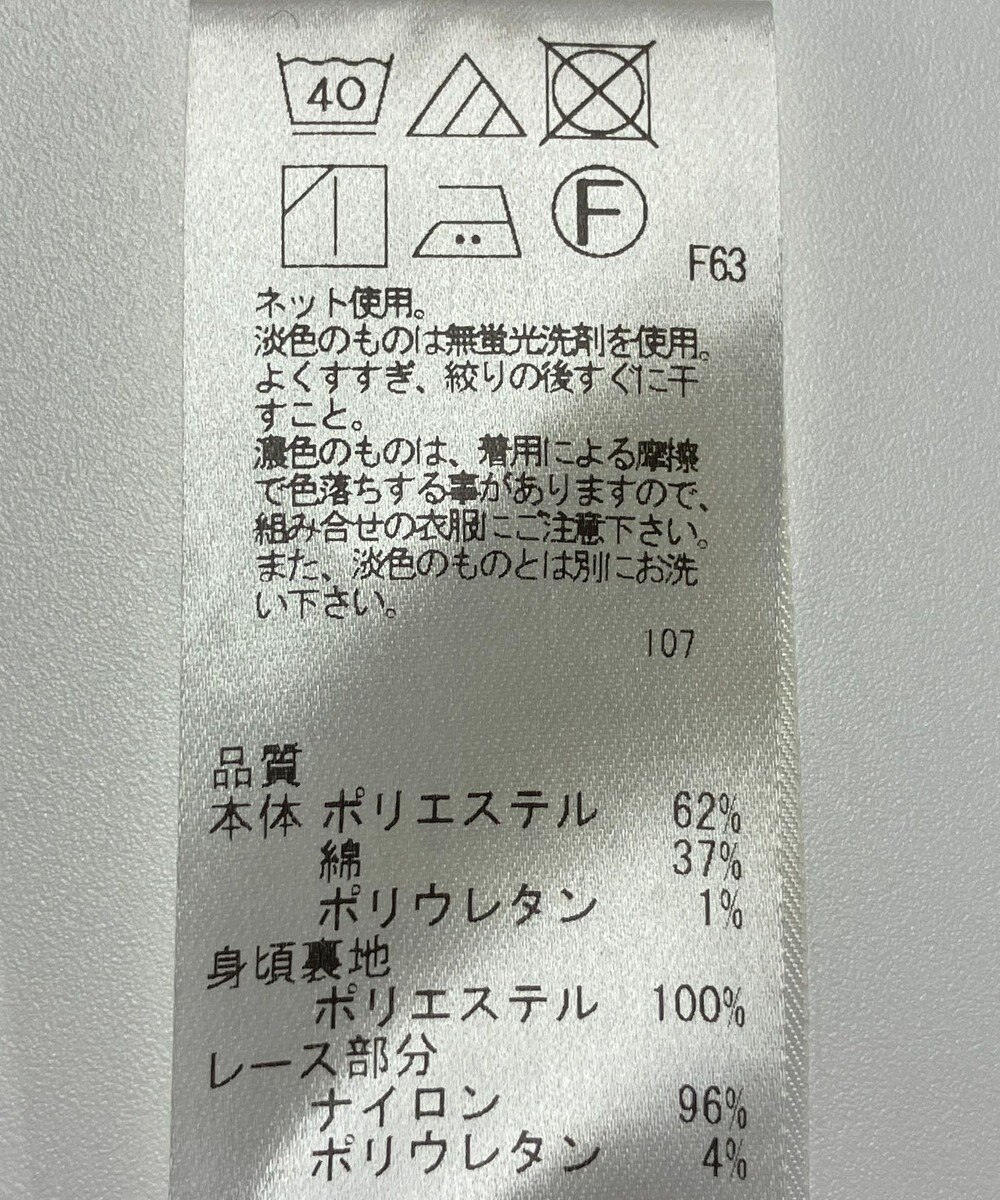 40
F
F63
ネット使用。
淡色のものは無蛍光洗剤を使用。
よくすすぎ、絞りの後すぐに干
すこと。
濃色のものは、着用による摩擦
で色落ちする事がありますので、
組み合せの衣服にご注意下さい。
また、淡色のものとは別にお洗
い下さい。
107
品質
本体 ポリエステル 62%
綿 37%
ポリウレタン 1%
身頃裏地
ポリエステル 100%
レース部分
ナイロン 96%
ポリウレタン 4%